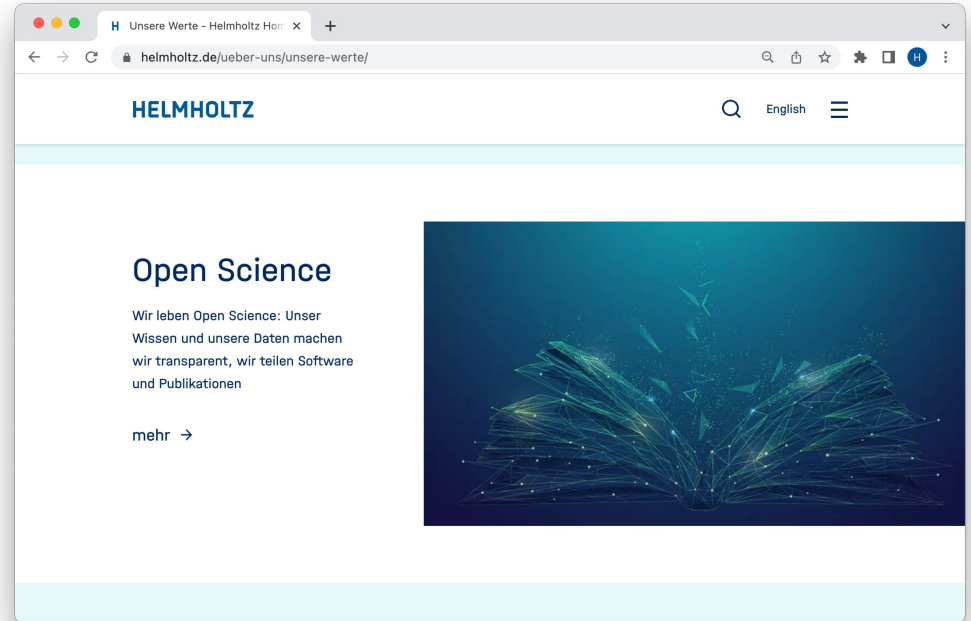 H Unsere Werte - Helmholtz Hom
helmholtz.de/ueber-uns/unsere-werte/
H
HELMHOLTZ
English
Open Science
Wir leben Open Science: Unser
Wissen und unsere Daten machen
wir transparent, wir teilen Software
und Publikationen
mehr →